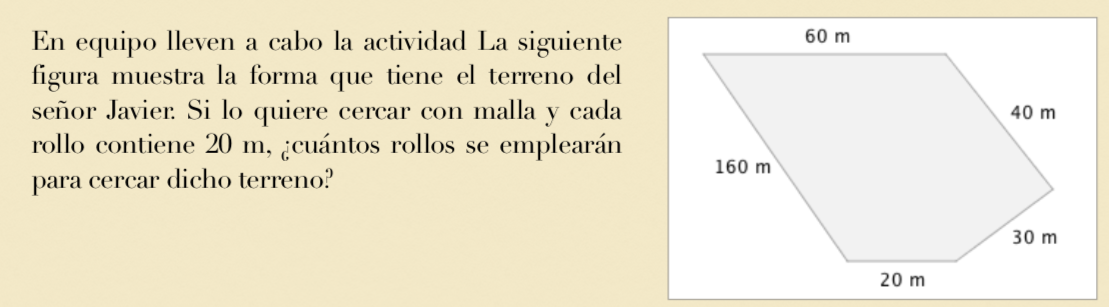 En equipo lleven a cabo la actividad La siguiente
figura muestra la forma que tiene el terreno del
señor Javier. Si lo quiere cercar con malla y cada
rollo contiene 20 m, ¿cuántos rollos se emplearán
para cercar dicho terreno?
60 m
40 m
160 m
30 m
20 m